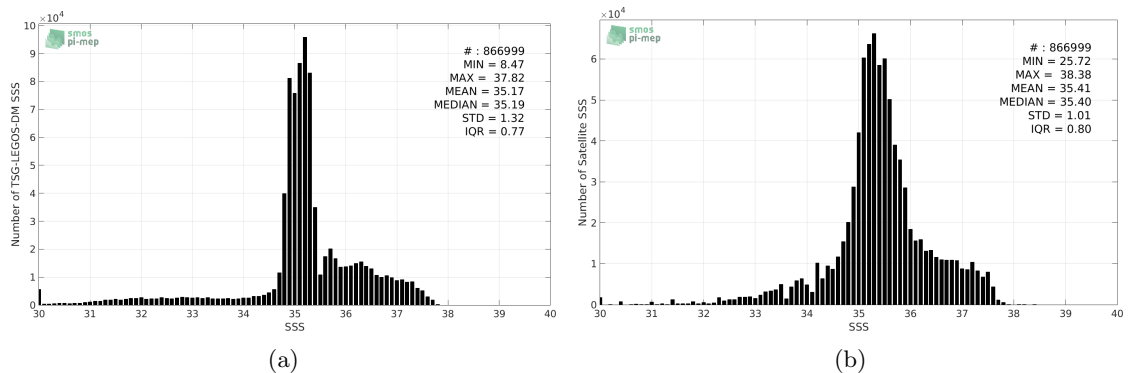 ×10^4
smos
pi-mep
# : 866999
MIN = 8.47
MAX = 37.82
MEAN = 35.17
MEDIAN = 35.19
STD = 1.32
IQR = 0.77
Number of TSG-LEGOS-DM SSS
10
9
8
7
6
5
4
3
2
1
0
30 31 32 33 34 35 36 37 38 39 40
SSS
(a)
×10^4
smos
pi-mep
# : 866999
MIN = 25.72
MAX = 38.38
MEAN = 35.41
MEDIAN = 35.40
STD = 1.01
IQR = 0.80
Number of Satellite SSS
6
5
4
3
2
1
0
30 31 32 33 34 35 36 37 38 39 40
SSS
(b)